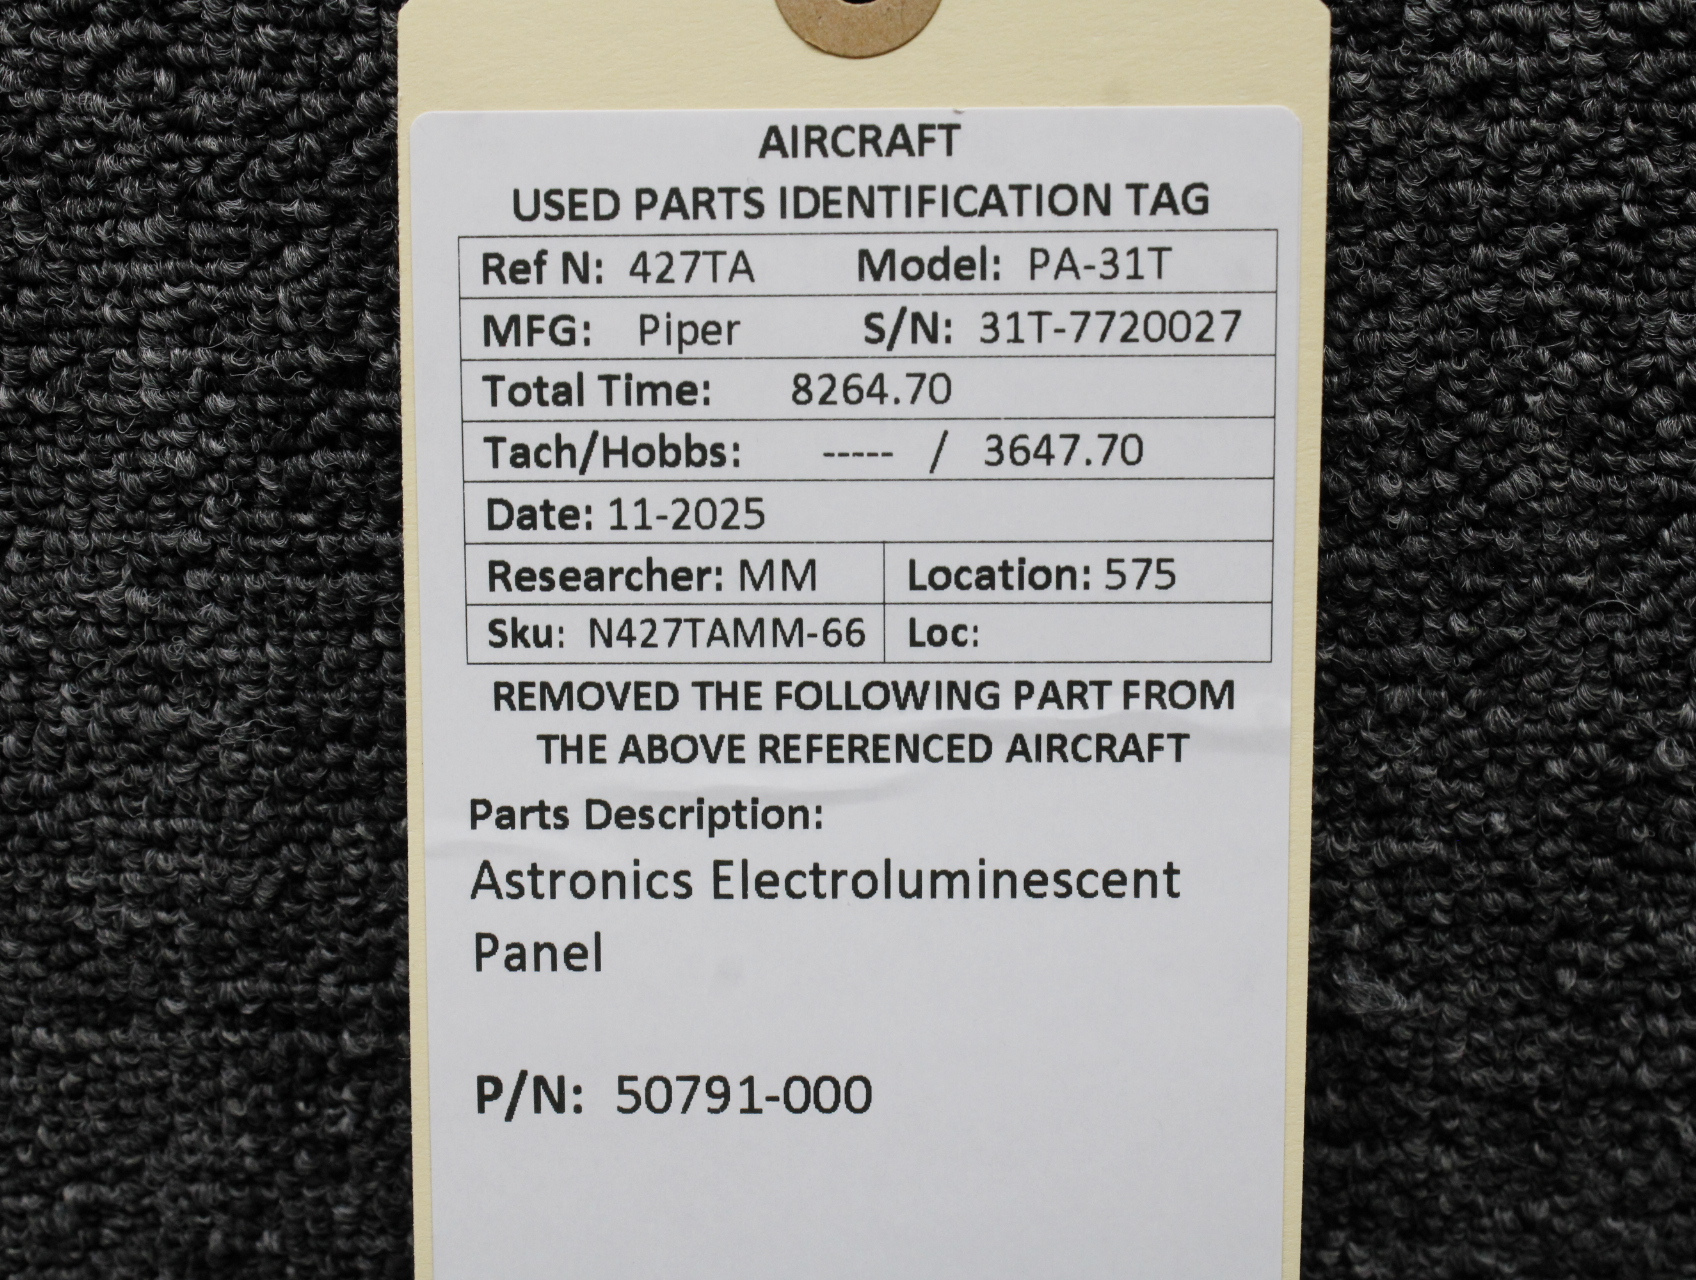 AIRCRAFT
USED PARTS IDENTIFICATION TAG
Ref N: 427TA Model: PA-31T
MFG: Piper S/N: 31T-7720027
Total Time: 8264.70
Tach/Hobbs: ----- / 3647.70
Date: 11-2025
Researcher: MM Location: 575
Sku: N427TAMM-66 Loc:
REMOVED THE FOLLOWING PART FROM
THE ABOVE REFERENCED AIRCRAFT
Parts Description:
Astronics Electroluminescent
Panel
P/N: 50791-000